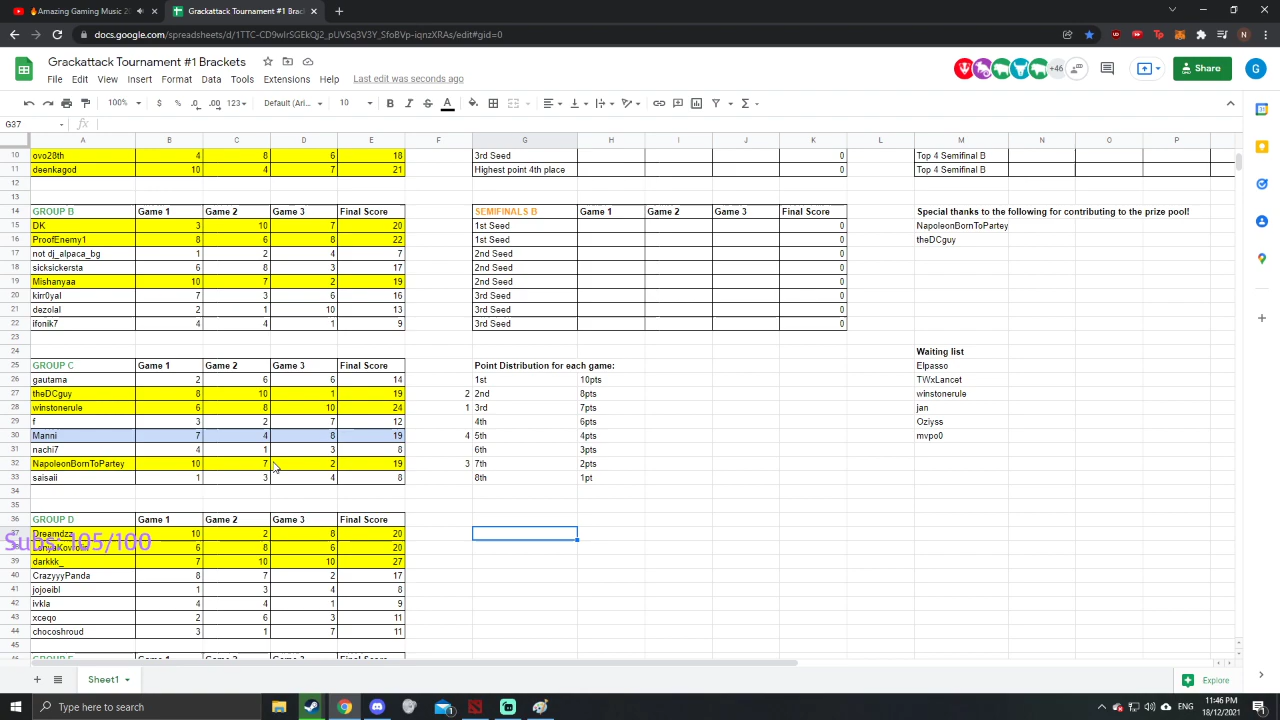 🔥Amazing Gaming Music 20
Grackattack Tournament #1 Brac
docs.google.com/spreadsheets/d/1TTC-CD9wIrSGEkQj2_pUVSq3V3Y_SfoBVp-iqnzXRAs/edit#gid=0
Grackattack Tournament #1 Brackets
File Edit View Insert Format Data Tools Extensions Help Last edit was seconds ago
+46 Share G
100% $ % .0 .00 123 Default (Ari... 10 B I S A
G37 fx
A B C D E F G H I J K L M N O P
10 ovo28th 4 8 6 18 3rd Seed 0 Top 4 Semifinal B
11 deenkagod 10 4 7 21 Highest point 4th place 0 Top 4 Semifinal B
12
13
14 GROUP B Game 1 Game 2 Game 3 Final Score SEMIFINALS B Game 1 Game 2 Game 3 Final Score Special thanks to the following for contributing to the prize pool!
15 DK 3 10 7 20 1st Seed 0 NapoleonBornToPartey
16 ProofEnemy1 8 6 8 22 1st Seed 0 theDCguy
17 not dj_alpaca_bg 1 2 4 7 2nd Seed 0
18 sicksickersta 6 8 3 17 2nd Seed 0
19 Mishanyaa 10 7 2 19 2nd Seed 0
20 kirr0yal 7 3 6 16 3rd Seed 0
21 dezolal 2 1 10 13 3rd Seed 0
22 ifonik7 4 4 1 9 3rd Seed 0
23
24 Waiting list
25 GROUP C Game 1 Game 2 Game 3 Final Score Point Distribution for each game: Elpasso
26 gautama 2 6 6 14 1st 10pts TWxLancet
27 theDCguy 8 10 1 19 2 2nd 8pts winstonerule
28 winstonerule 6 8 10 24 1 3rd 7pts jan
29 f 3 2 7 12 4th 6pts Oziyss
30 Manni 7 4 8 19 4 5th 4pts mvpo0
31 nachi7 4 1 3 8 6th 3pts
32 NapoleonBornToPartey 10 7 2 19 3 7th 2pts
33 saisaii 1 3 4 8 8th 1pt
34
35
36 GROUP D Game 1 Game 2 Game 3 Final Score
37 Dreamdzz 10 2 8 20
Subs: 105/100
6 8 6 20
39 darkkk_ 7 10 10 27
40 CrazyyyPanda 8 7 2 17
41 jojoeibl 1 3 4 8
42 ivkla 4 4 1 9
43 xceqo 2 6 3 11
44 chocoshroud 3 1 7 11
45
Sheet1 Explore
Type here to search
ENG 11:46 PM
18/12/2021